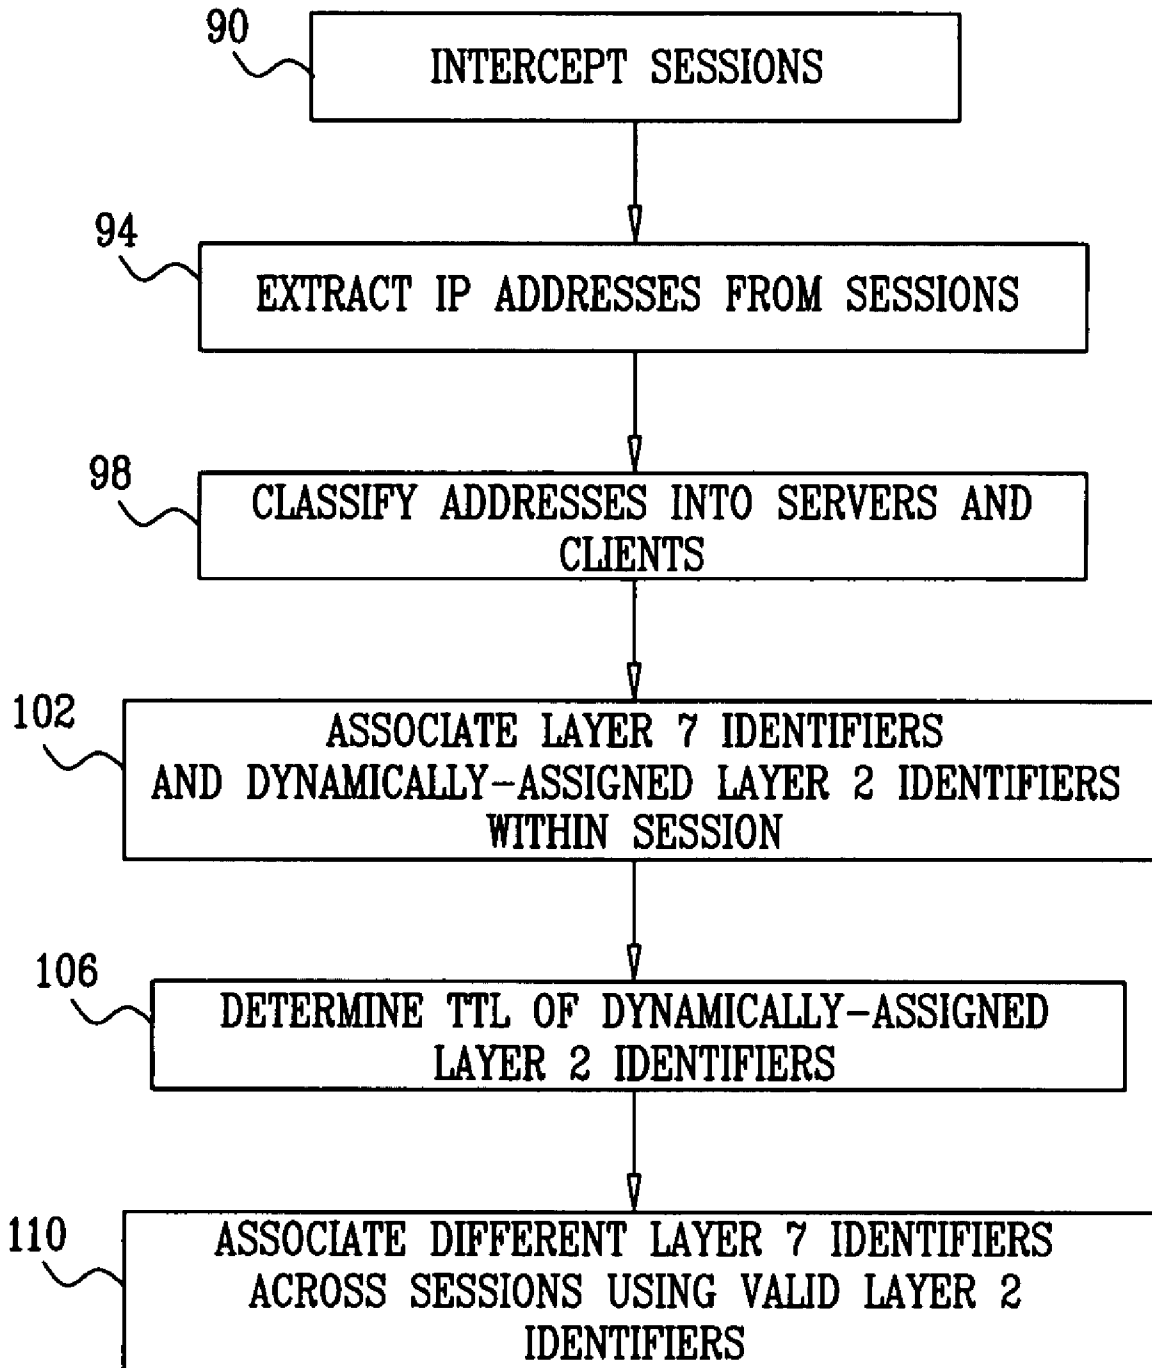 90
INTERCEPT SESSIONS
94
EXTRACT IP ADDRESSES FROM SESSIONS
98
CLASSIFY ADDRESSES INTO SERVERS AND
CLIENTS
102
ASSOCIATE LAYER 7 IDENTIFIERS
AND DYNAMICALLY-ASSIGNED LAYER 2 IDENTIFIERS
WITHIN SESSION
106
DETERMINE TTL OF DYNAMICALLY-ASSIGNED
LAYER 2 IDENTIFIERS
110
ASSOCIATE DIFFERENT LAYER 7 IDENTIFIERS
ACROSS SESSIONS USING VALID LAYER 2
IDENTIFIERS